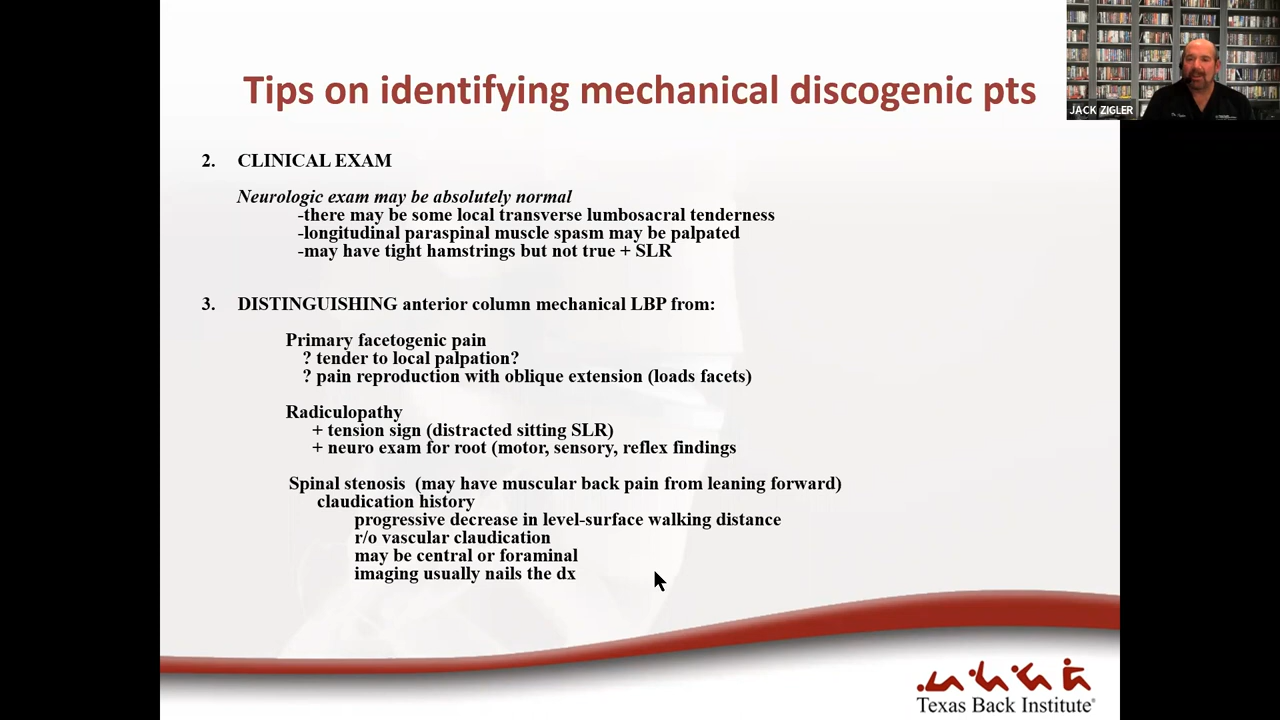 Tips on identifying mechanical discogenic pts
JACK ZIGLER
2. CLINICAL EXAM
Neurologic exam may be absolutely normal
-there may be some local transverse lumbosacral tenderness
-longitudinal paraspinal muscle spasm may be palpated
-may have tight hamstrings but not true + SLR
3. DISTINGUISHING anterior column mechanical LBP from:
Primary facetogenic pain
? tender to local palpation?
? pain reproduction with oblique extension (loads facets)
Radiculopathy
+ tension sign (distracted sitting SLR)
+ neuro exam for root (motor, sensory, reflex findings
Spinal stenosis (may have muscular back pain from leaning forward)
claudication history
progressive decrease in level-surface walking distance
r/o vascular claudication
may be central or foraminal
imaging usually nails the dx
Texas Back Institute®